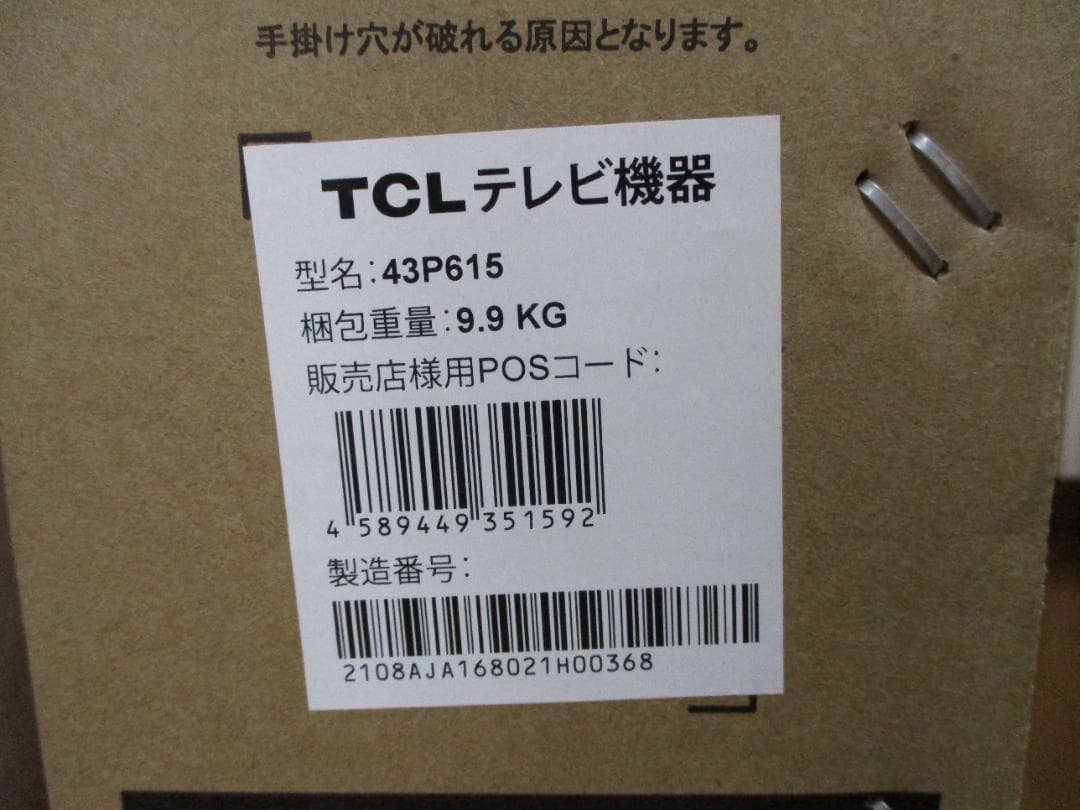 手掛け穴が破れる原因となります。
TCLテレビ機器
型名:43P615
梱包重量:9.9 KG
販売店様用POSコード:
4 589449 351592
製造番号:
2108AJA168021H00368